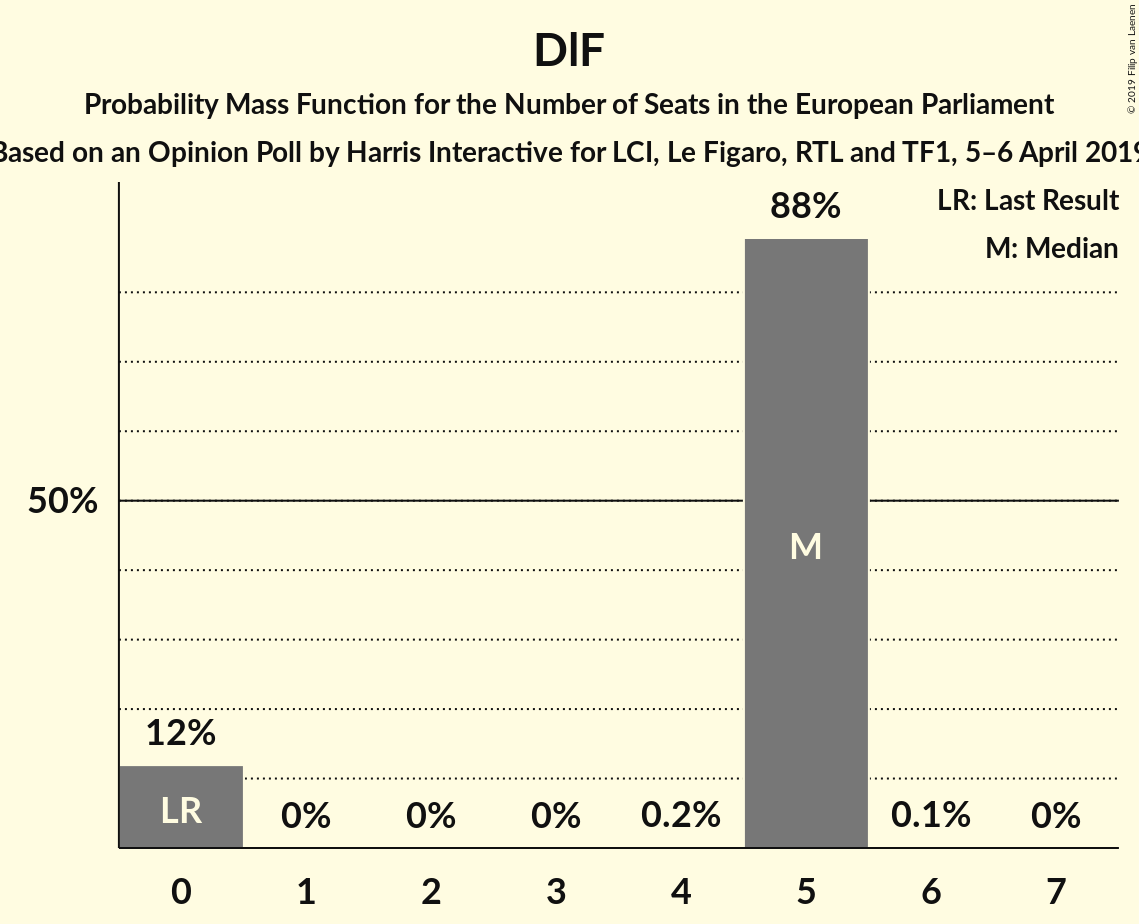 DlF
Probability Mass Function for the Number of Seats in the European Parliament
Based on an Opinion Poll by Harris Interactive for LCI, Le Figaro, RTL and TF1, 5–6 April 2019
© 2019 Filip van Laenen
LR: Last Result
M: Median
88%
50%
M
12%
LR
0%
0%
0%
0.2%
0.1%
0%
0
1
2
3
4
5
6
7